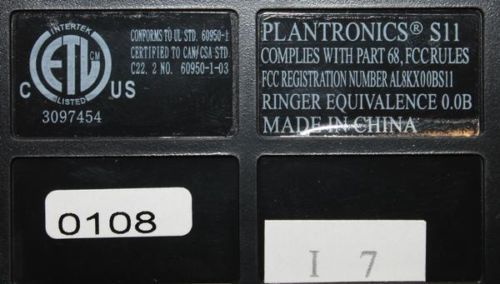 INTERTEK
ETL CM
LISTED
C US
3097454
CONFORMS TO UL STD. 60950-1
CERTIFIED TO CAN/CSA STD
C22. 2 NO. 60950-1-03
PLANTRONICS® S11
COMPLIES WITH PART 68, FCC RULES
FCC REGISTRATION NUMBER AL8KX00BS11
RINGER EQUIVALENCE 0.0B
MADE IN CHINA
0108
I 7